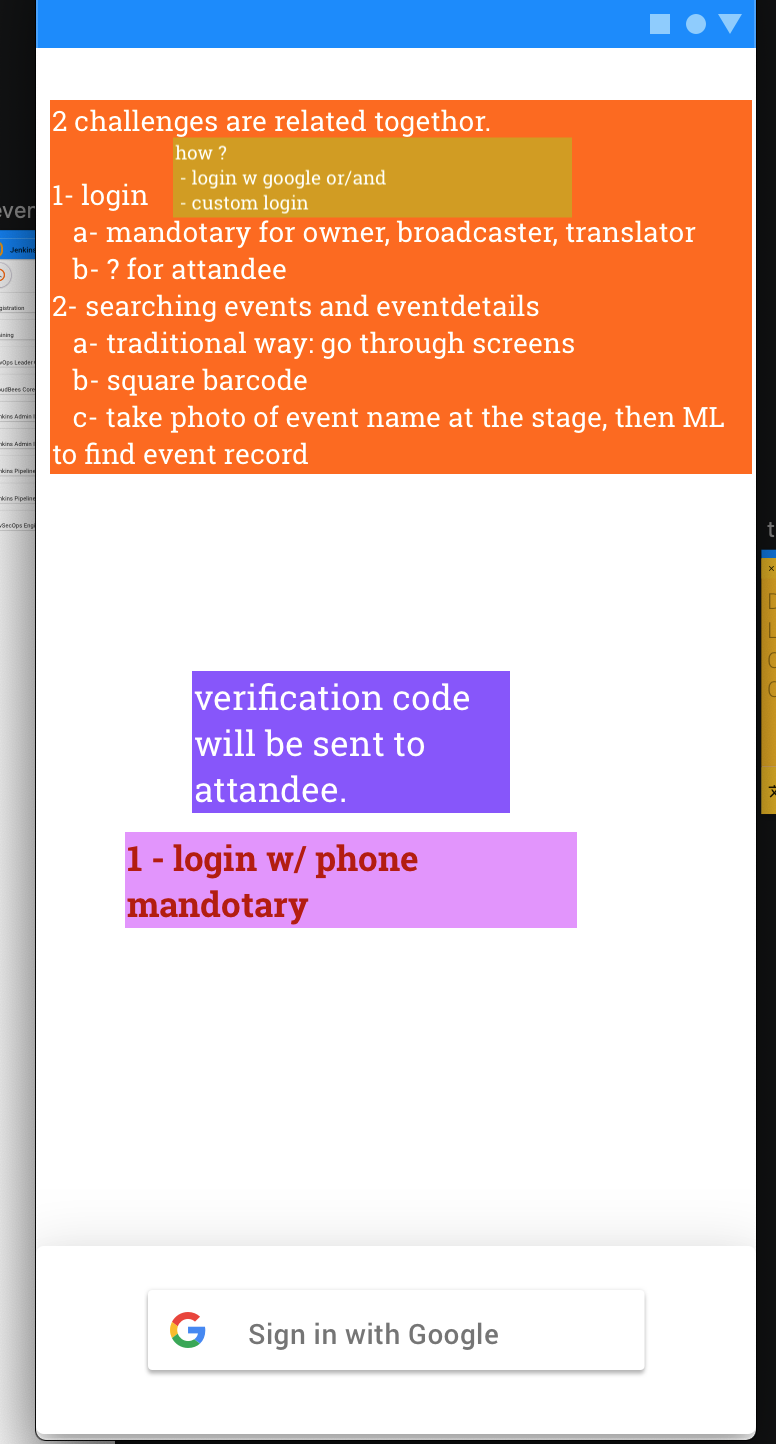 2 challenges are related togethor.
how ?
- login w google or/and
- custom login
1- login
a- mandotary for owner, broadcaster, translator
b- ? for attandee
2- searching events and eventdetails
a- traditional way: go through screens
b- square barcode
c- take photo of event name at the stage, then ML
to find event record
verification code
will be sent to
attandee.
1 - login w/ phone
mandotary
Sign in with Google